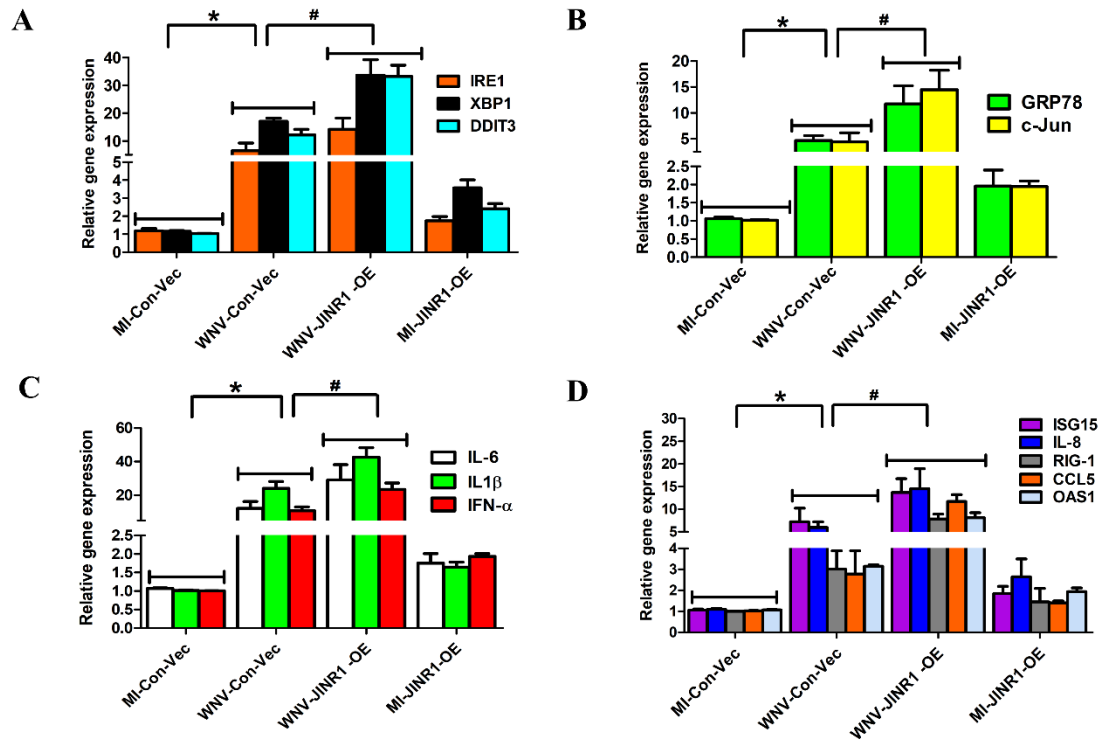 A
*
#
Relative gene expression
40
30
20
10
5
4
3
2
1
0
IRE1
XBP1
DDIT3
MI-Con-Vec
WNV-Con-Vec
WNV-JINR1 -OE
MI-JINR1-OE
B
*
#
Relative gene expression
20
15
10
5
2.5
2.0
1.5
1.0
0.5
0.0
GRP78
c-Jun
MI-Con-Vec
WNV-Con-Vec
WNV-JINR1 -OE
MI-JINR1-OE
C
*
#
Relative gene expression
60
40
20
2.0
1.5
1.0
0.5
0.0
IL-6
IL1β
IFN-α
MI-Con-Vec
WNV-Con-Vec
WNV-JINR1 -OE
MI-JINR1-OE
D
*
#
Relative gene expression
30
25
20
15
10
5
4
3
2
1
0
ISG15
IL-8
RIG-1
CCL5
OAS1
MI-Con-Vec
WNV-Con-Vec
WNV-JINR1 -OE
MI-JINR1-OE